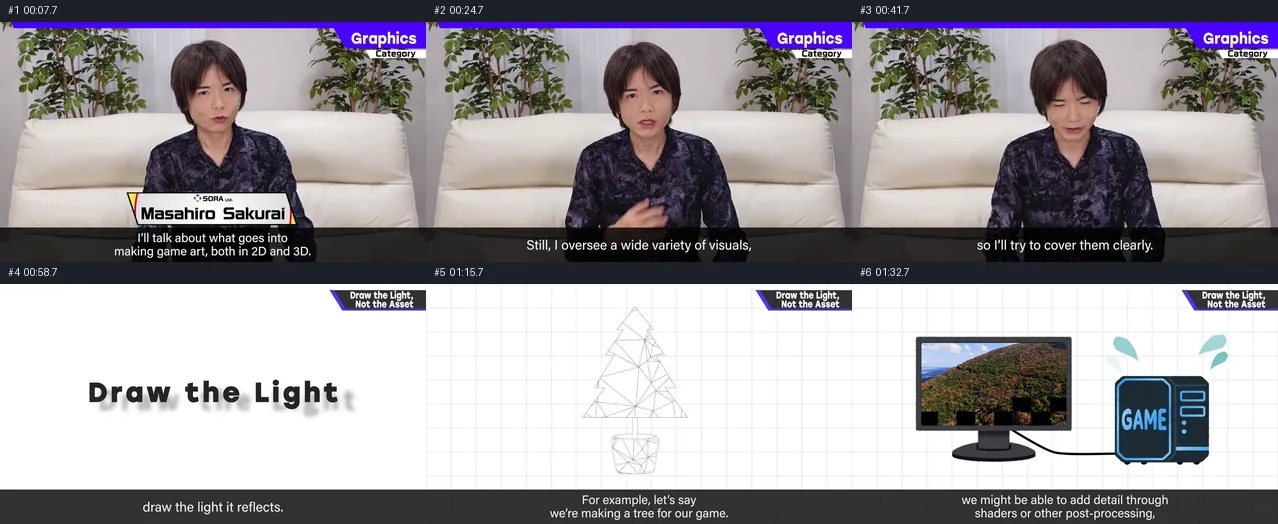 #1 00:07.7
Graphics
Category
SORA Ltd.
Masahiro Sakurai
I'll talk about what goes into
making game art, both in 2D and 3D.
#2 00:24.7
Graphics
Category
Still, I oversee a wide variety of visuals,
#3 00:41.7
Graphics
Category
so I'll try to cover them clearly.
#4 00:58.7
Draw the Light,
Not the Asset
Draw the Light
draw the light it reflects.
#5 01:15.7
Draw the Light,
Not the Asset
For example, let's say
we're making a tree for our game.
#6 01:32.7
Draw the Light,
Not the Asset
GAME
we might be able to add detail through
shaders or other post-processing,